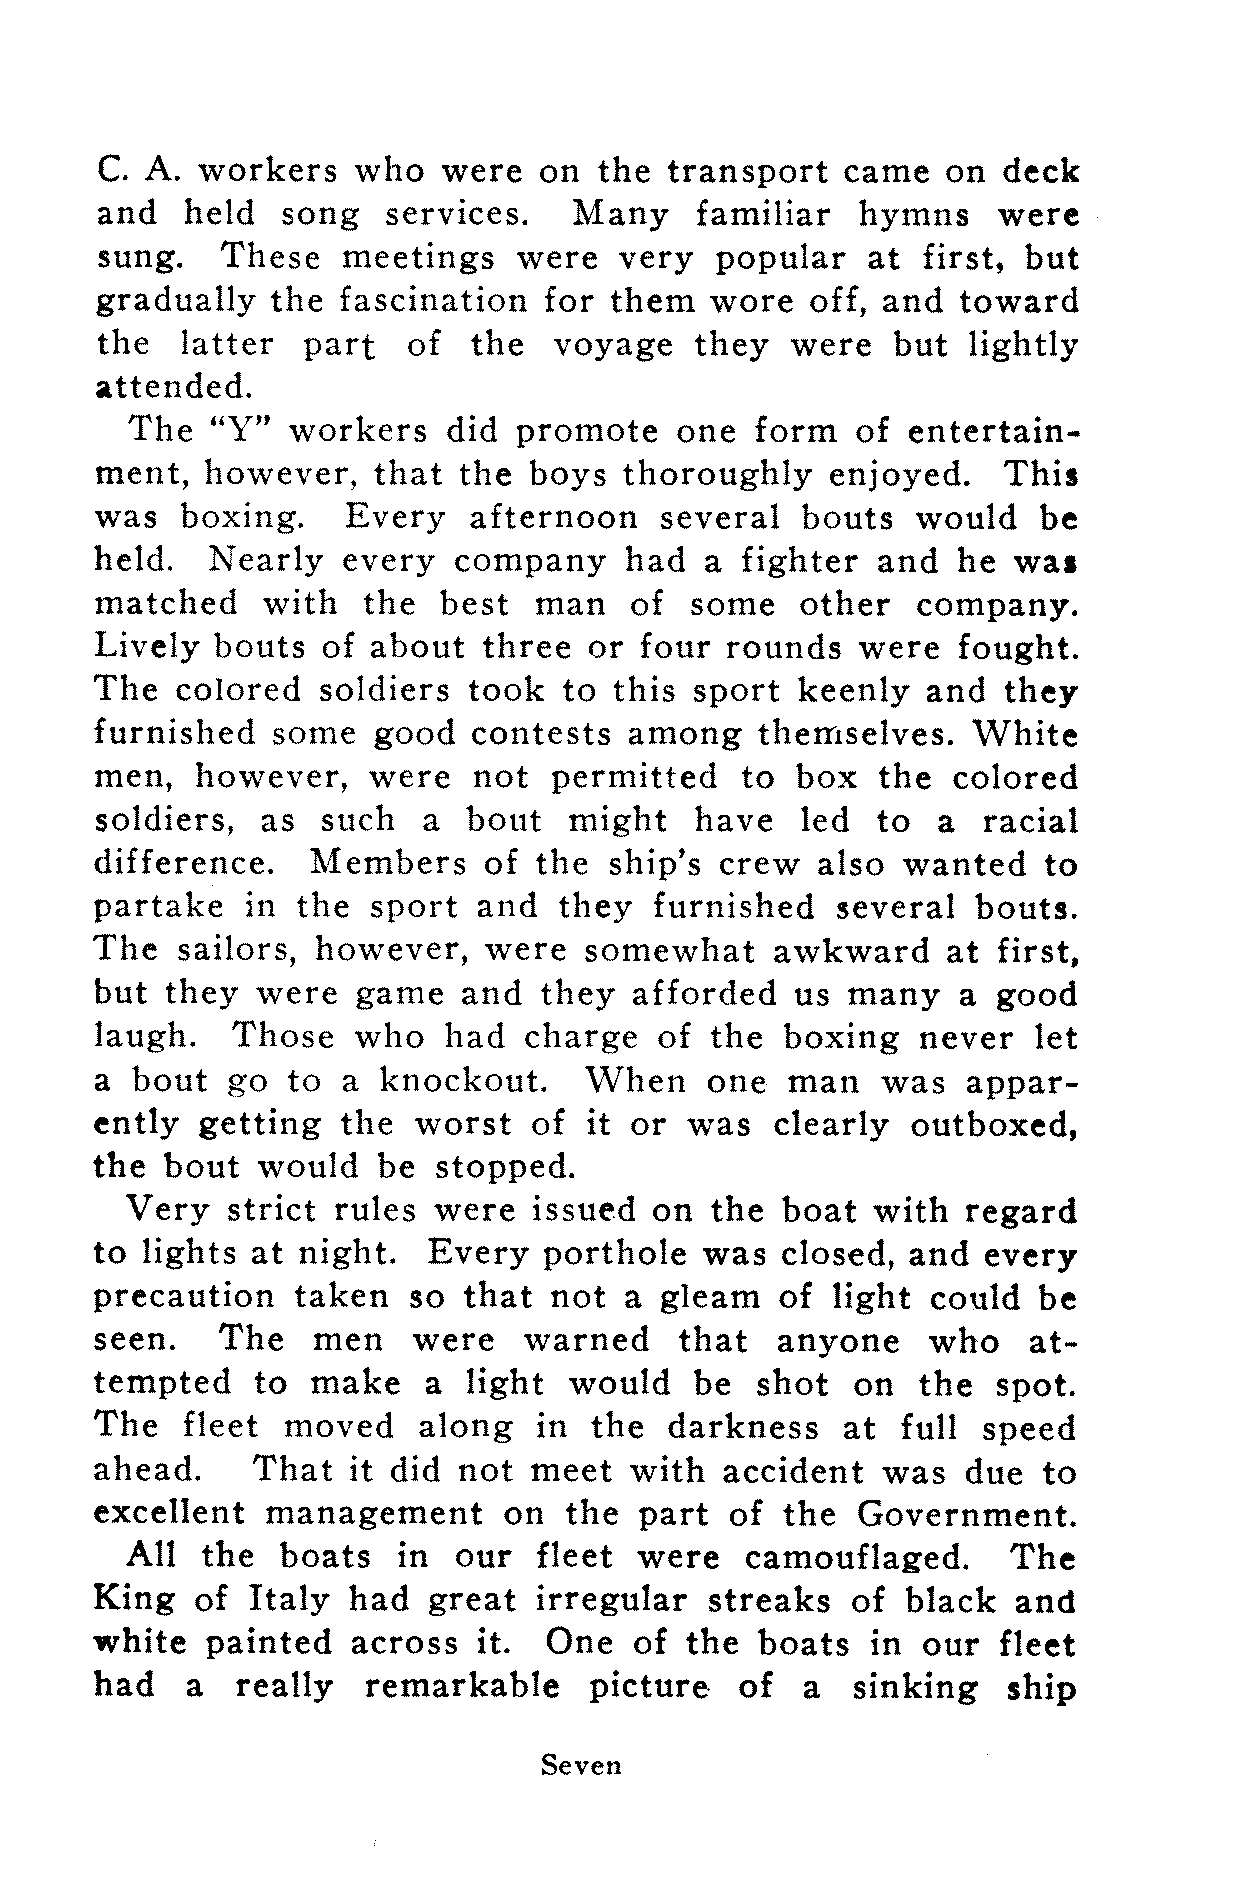 C. A. workers who were on the transport came on deck
and held song services. Many familiar hymns were
sung. These meetings were very popular at first, but
gradually the fascination for them wore off, and toward
the latter part of the voyage they were but lightly
attended.
The “Y” workers did promote one form of entertain-
ment, however, that the boys thoroughly enjoyed. This
was boxing. Every afternoon several bouts would be
held. Nearly every company had a fighter and he was
matched with the best man of some other company.
Lively bouts of about three or four rounds were fought.
The colored soldiers took to this sport keenly and they
furnished some good contests among themselves. White
men, however, were not permitted to box the colored
soldiers, as such a bout might have led to a racial
difference. Members of the ship's crew also wanted to
partake in the sport and they furnished several bouts.
The sailors, however, were somewhat awkward at first,
but they were game and they afforded us many a good
laugh. Those who had charge of the boxing never let
a bout go to a knockout. When one man was appar-
ently getting the worst of it or was clearly outboxed,
the bout would be stopped.
Very strict rules were issued on the boat with regard
to lights at night. Every porthole was closed, and every
precaution taken so that not a gleam of light could be
seen. The men were warned that anyone who at-
tempted to make a light would be shot on the spot.
The fleet moved along in the darkness at full speed
ahead. That it did not meet with accident was due to
excellent management on the part of the Government.
All the boats in our fleet were camouflaged. The
King of Italy had great irregular streaks of black and
white painted across it. One of the boats in our fleet
had a really remarkable picture of a sinking ship
Seven